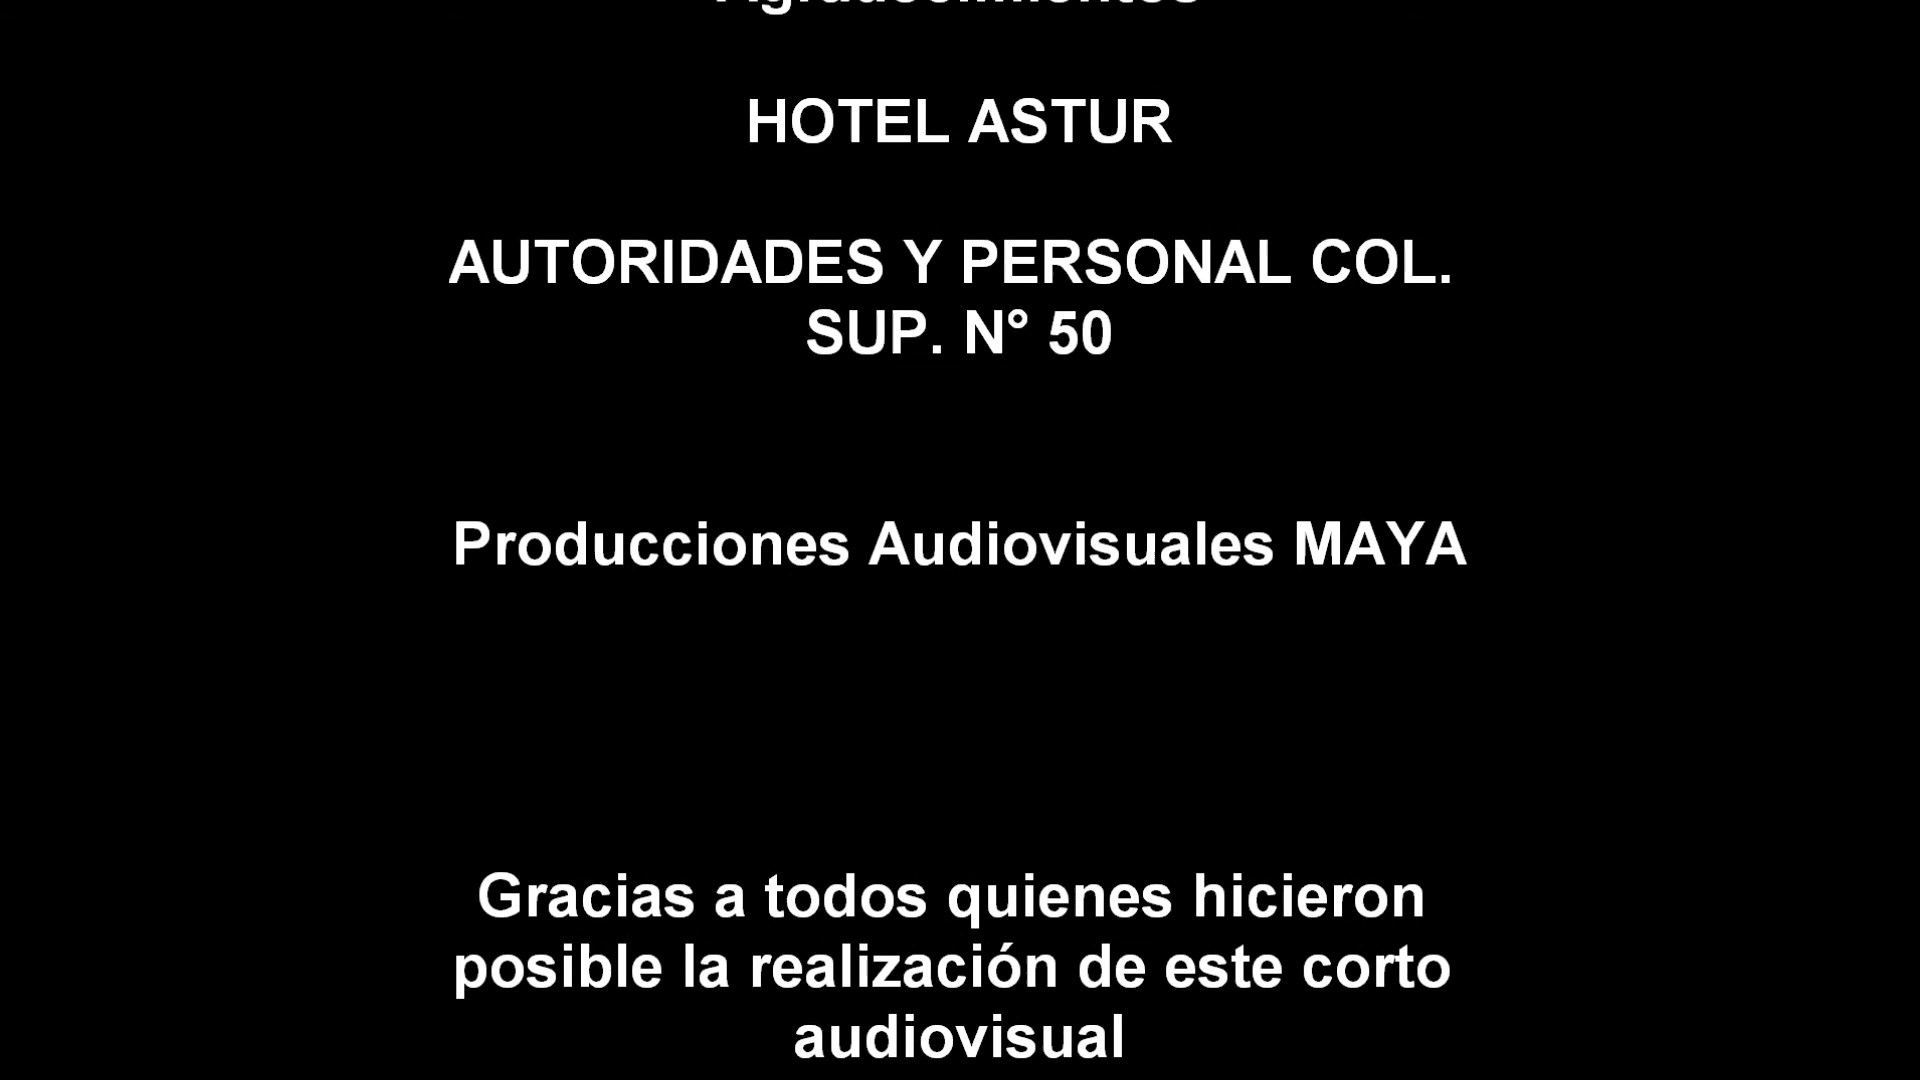 Agradecimientos
HOTEL ASTUR
AUTORIDADES Y PERSONAL COL.
SUP. N° 50
Producciones Audiovisuales MAYA
Gracias a todos quienes hicieron
posible la realización de este corto
audiovisual